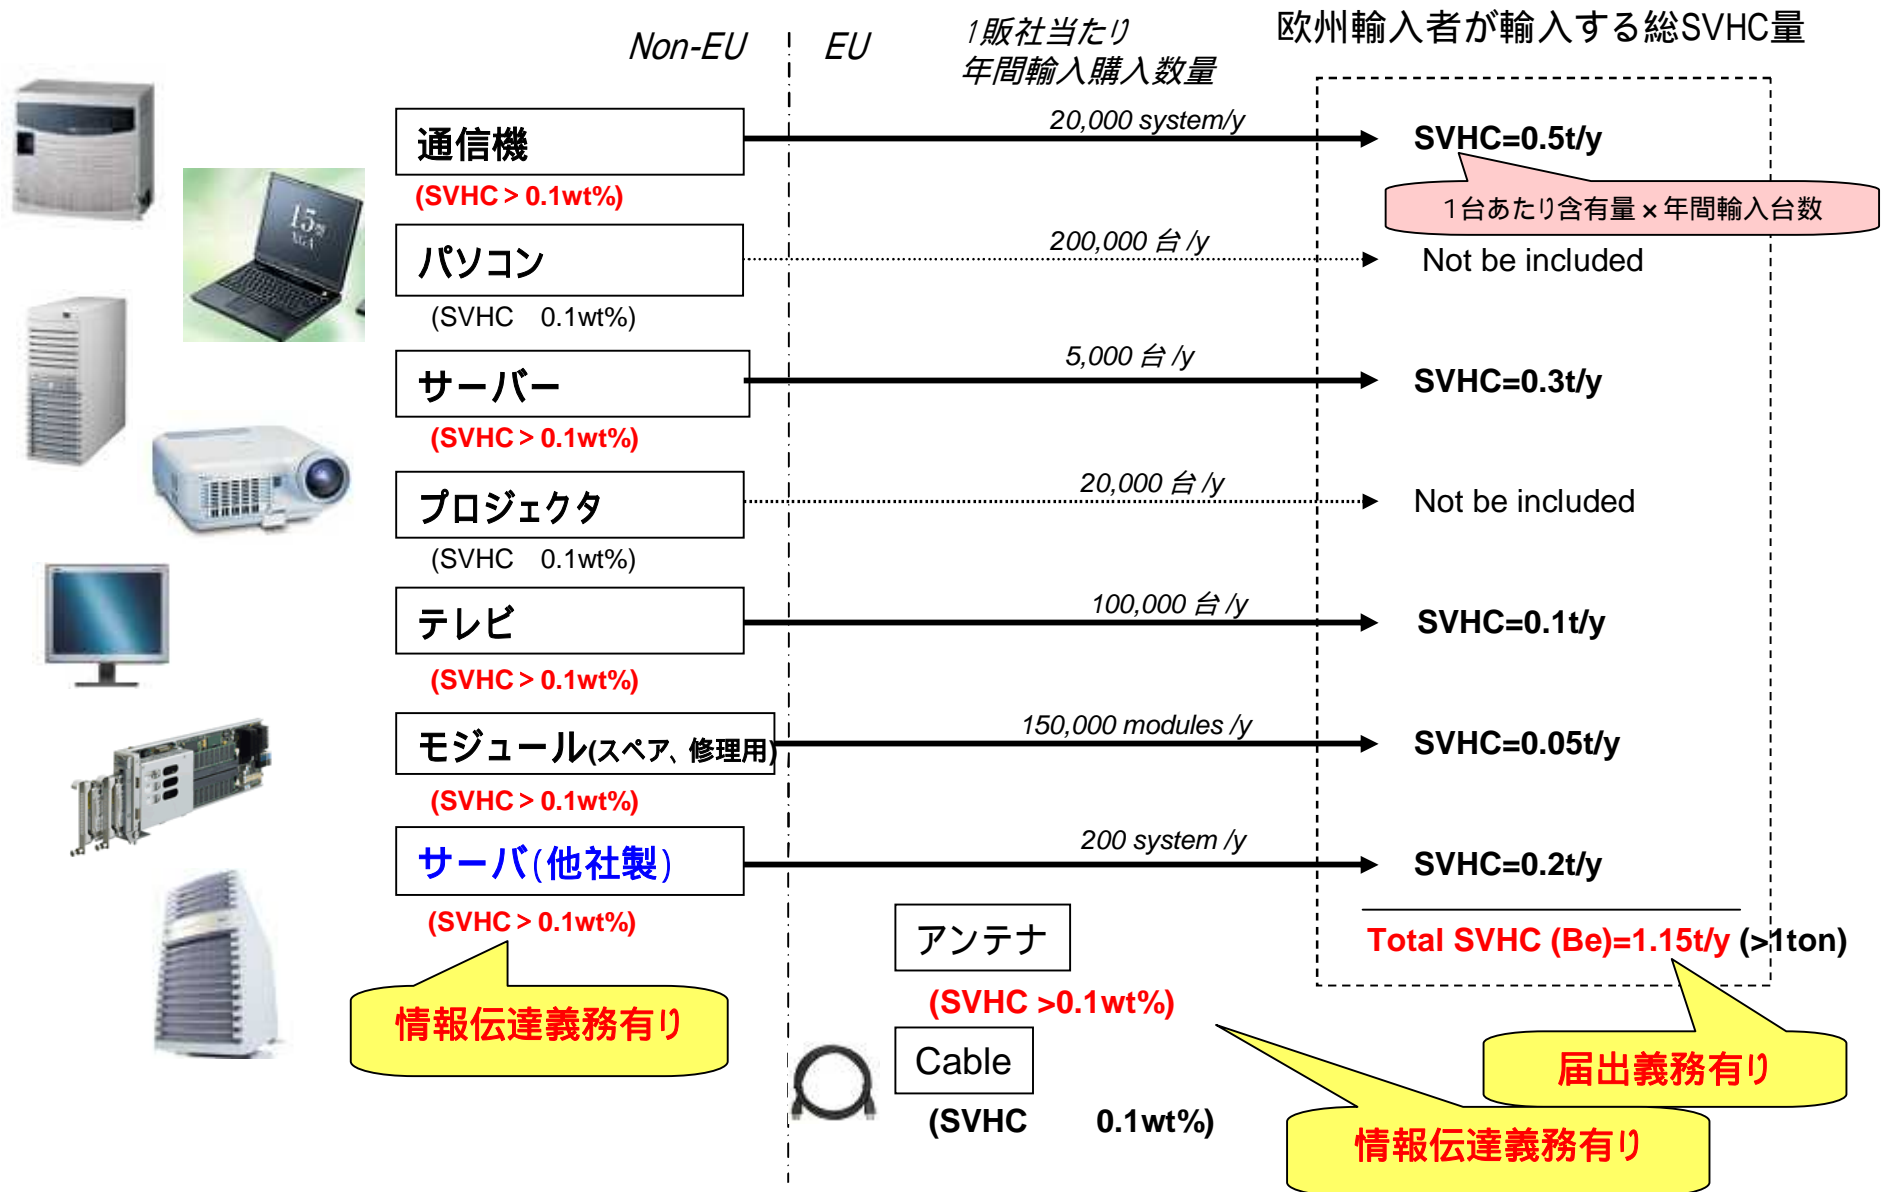 Non-EU
EU
1販社当たり
年間輸入購入数量
欧州輸入者が輸入する総SVHC量
通信機
20,000 system/y
SVHC=0.5t/y
(SVHC > 0.1wt%)
1台あたり含有量 × 年間輸入台数
15型
XGA
パソコン
200,000 台 /y
Not be included
(SVHC 0.1wt%)
サーバー
5,000 台 /y
SVHC=0.3t/y
(SVHC > 0.1wt%)
プロジェクタ
20,000 台 /y
Not be included
(SVHC 0.1wt%)
テレビ
100,000 台 /y
SVHC=0.1t/y
(SVHC > 0.1wt%)
モジュール(スペア、修理用)
150,000 modules /y
SVHC=0.05t/y
(SVHC > 0.1wt%)
サーバ(他社製)
200 system /y
SVHC=0.2t/y
(SVHC > 0.1wt%)
アンテナ
Total SVHC (Be)=1.15t/y (>1ton)
(SVHC >0.1wt%)
情報伝達義務有り
Cable
届出義務有り
(SVHC 0.1wt%)
情報伝達義務有り